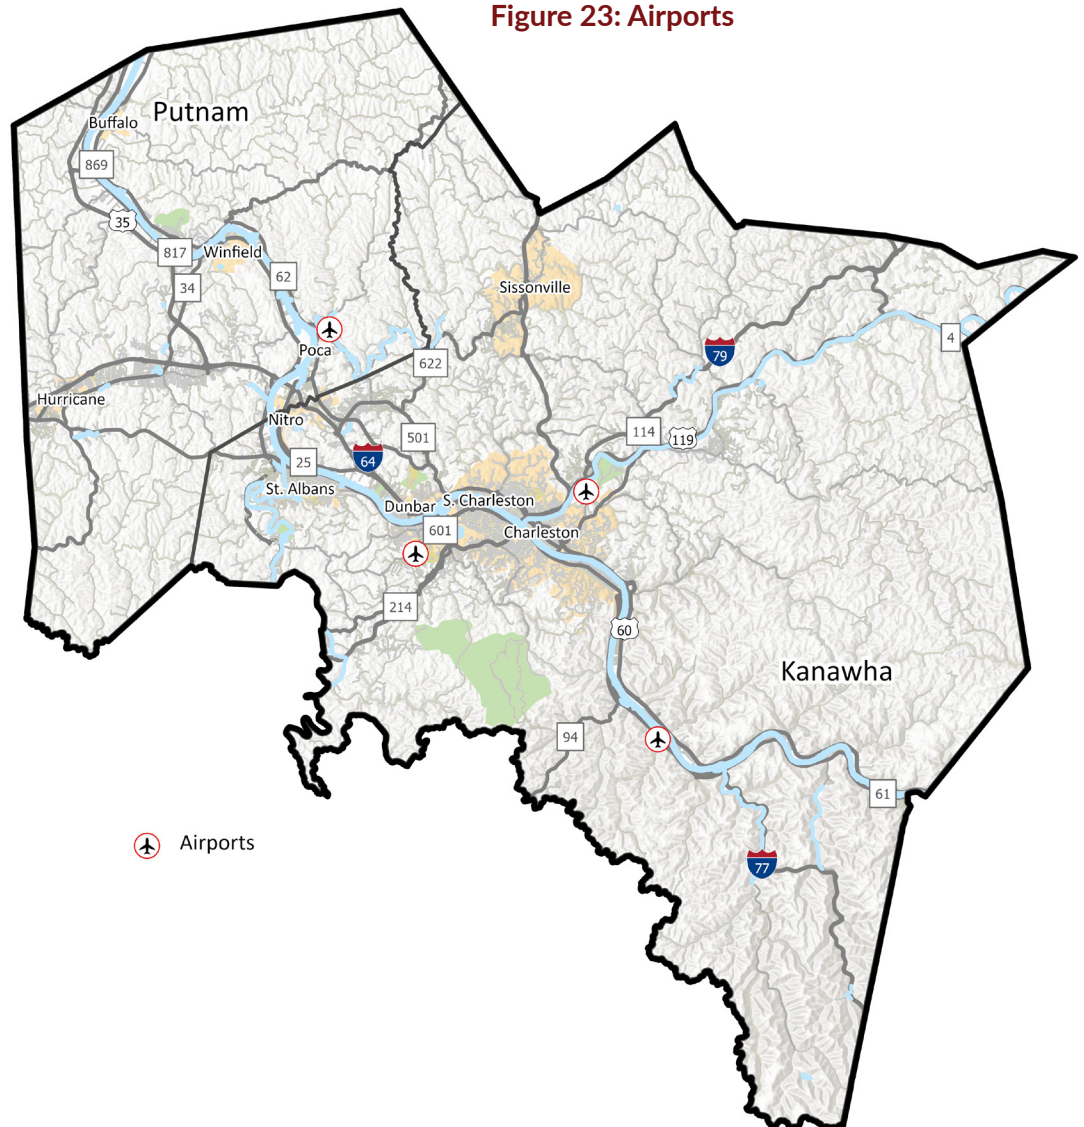 Figure 23: Airports
Putnam
Buffalo
869
35
817
Winfield
34
62
Sissonville
Poca
622
79
4
Hurricane
Nitro
114
119
501
25
64
St. Albans
Dunbar
S. Charleston
601
Charleston
214
60
Kanawha
94
61
Airports
77